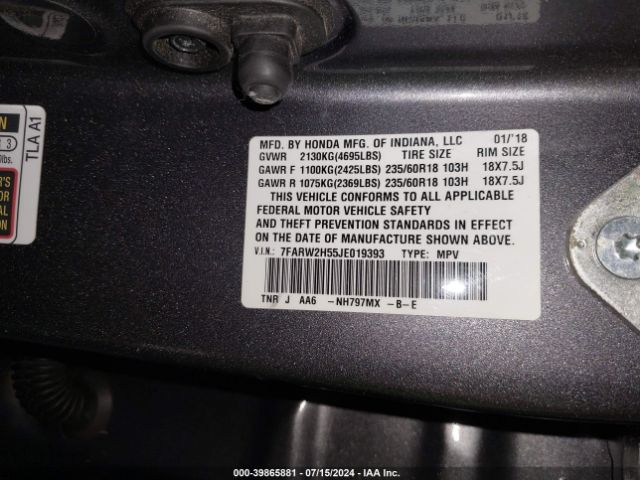 TLA A1
MFD. BY HONDA MFG. OF INDIANA, LLC 01/'18
GVWR 2130KG(4695LBS) TIRE SIZE RIM SIZE
GAWR F 1100KG(2425LBS) 235/60R18 103H 18X7.5J
GAWR R 1075KG(2369LBS) 235/60R18 103H 18X7.5J
THIS VEHICLE CONFORMS TO ALL APPLICABLE
FEDERAL MOTOR VEHICLE SAFETY
AND THEFT PREVENTION STANDARDS IN EFFECT
ON THE DATE OF MANUFACTURE SHOWN ABOVE.
V.I.N.: 7FARW2H55JE019393 TYPE: MPV
TNR J AA6 -NH797MX -B-E
000-39865881 / 07/15/2024 / IAA Inc.